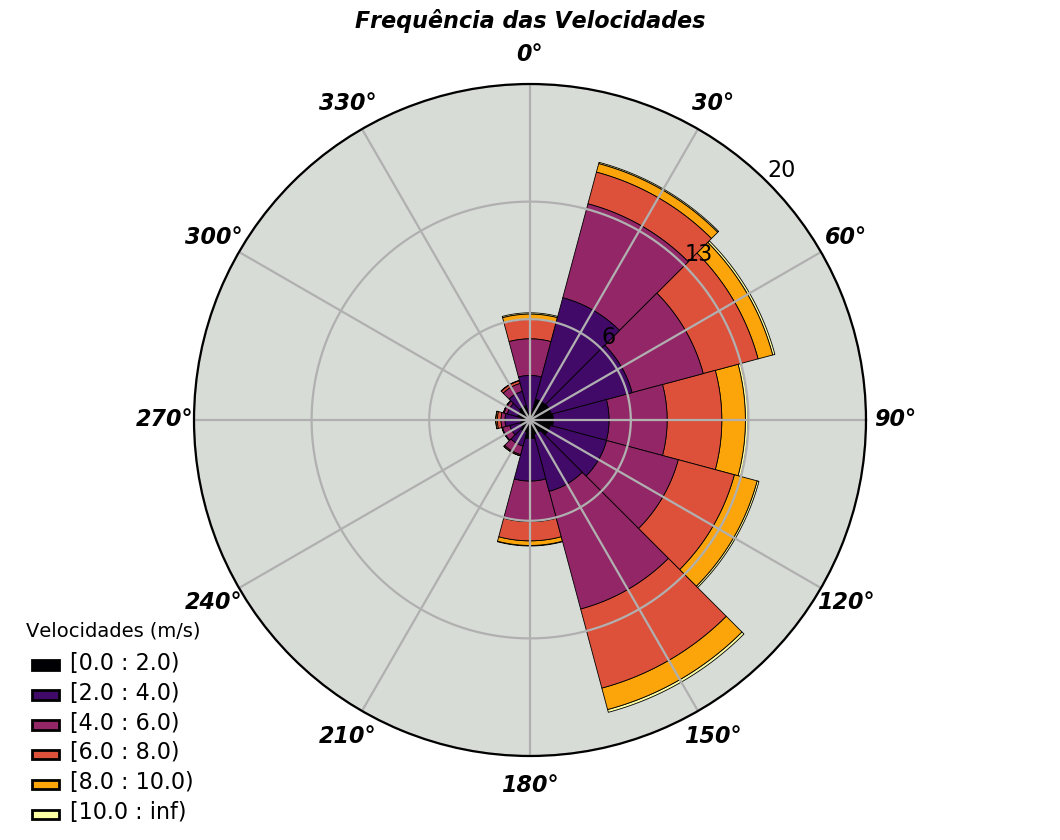 Frequência das Velocidades
0°
330°
30°
20
300°
60°
13
6
270°
90°
240°
120°
210°
150°
180°
Velocidades (m/s)
[0.0 : 2.0)
[2.0 : 4.0)
[4.0 : 6.0)
[6.0 : 8.0)
[8.0 : 10.0)
[10.0 : inf)